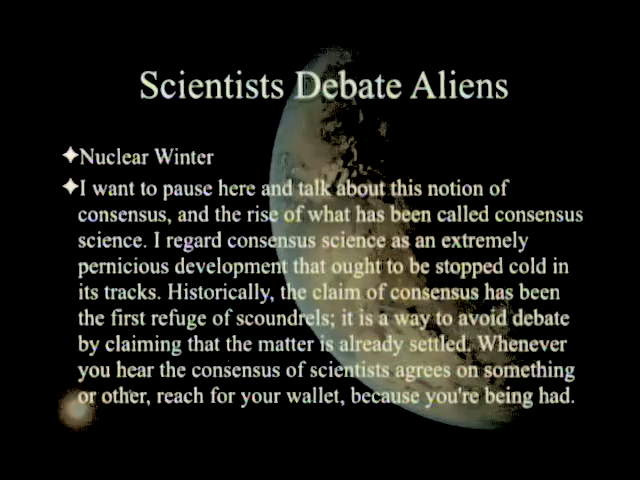 Scientists Debate Aliens
✦Nuclear Winter
✦I want to pause here and talk about this notion of
consensus, and the rise of what has been called consensus
science. I regard consensus science as an extremely
pernicious development that ought to be stopped cold in
its tracks. Historically, the claim of consensus has been
the first refuge of scoundrels; it is a way to avoid debate
by claiming that the matter is already settled. Whenever
you hear the consensus of scientists agrees on something
or other, reach for your wallet, because you're being had.